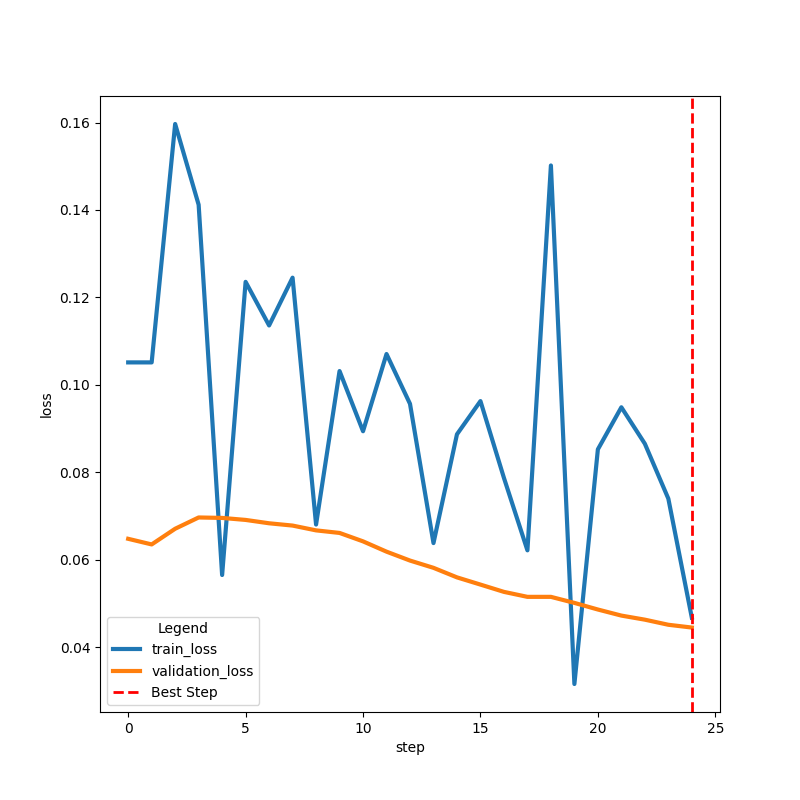 0.16
0.14
0.12
0.10
0.08
0.06
0.04
loss
Legend
train_loss
validation_loss
Best Step
0 5 10 15 20 25
step